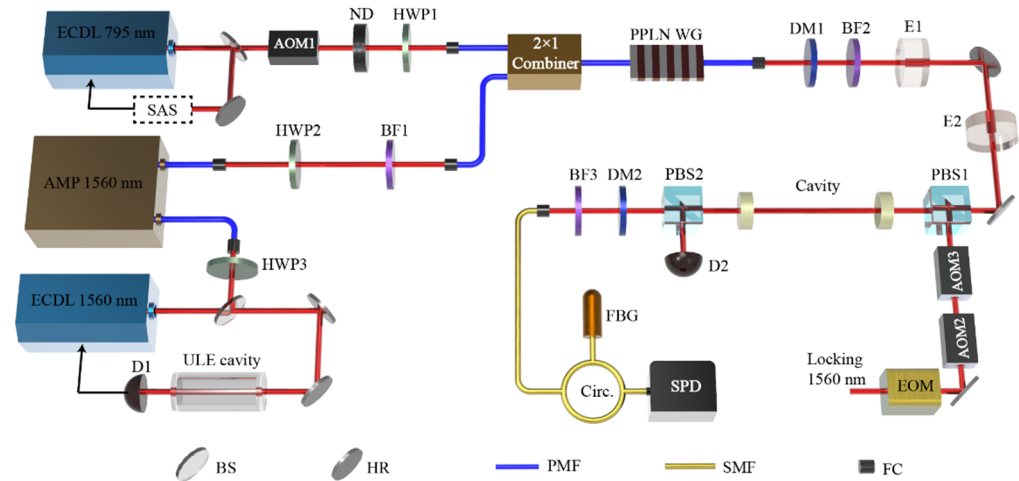 ECDL 795 nm
SAS
AOM1
ND
HWP1
2×1
Combiner
PPLN WG
DM1
BF2
E1
E2
AMP 1560 nm
HWP2
BF1
HWP3
ECDL 1560 nm
D1
ULE cavity
BF3
DM2
PBS2
D2
Cavity
PBS1
AOM3
AOM2
Locking
1560 nm
EOM
FBG
Circ.
SPD
BS
HR
PMF
SMF
FC